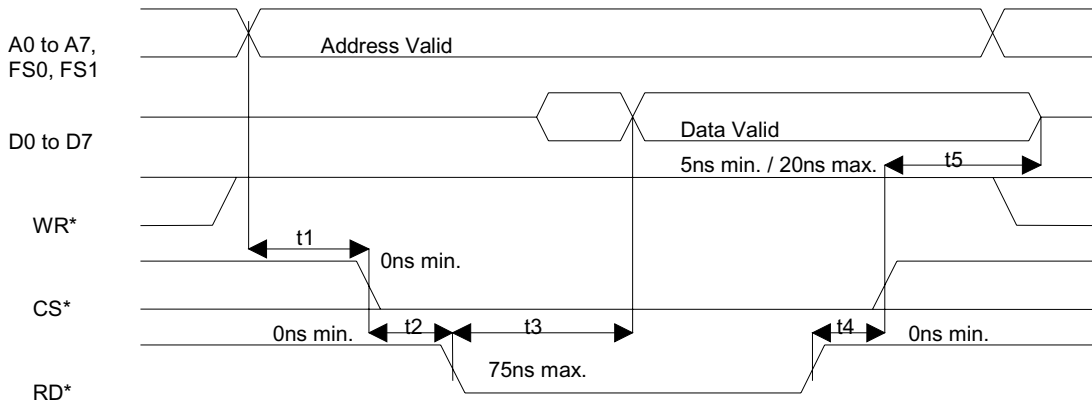 A0 to A7,
FS0, FS1
Address Valid
D0 to D7
Data Valid
5ns min. / 20ns max.
t5
WR*
t1
0ns min.
CS*
0ns min.
t2
t3
t4
0ns min.
75ns max.
RD*